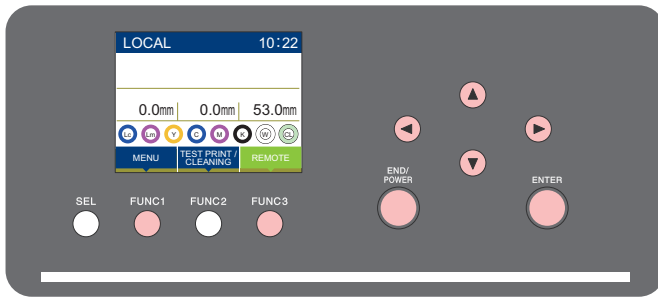 LOCAL 10:22
0.0mm 0.0mm 53.0mm
Lc Lm Y C M K W CL
MENU TEST PRINT / CLEANING REMOTE
END/
POWER
ENTER
SEL FUNC1 FUNC2 FUNC3